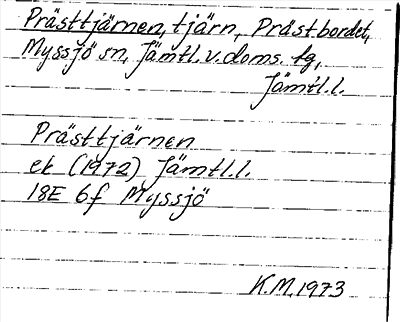 Prästtjärnen, tjärn, Prästbordet,
Myssjö sn, Jämtl.v.doms. tg,
Jämtl.l.
Prästtjärnen
ek (1972) Jämtl.l.
18E 6f Myssjö
K.M. 1973